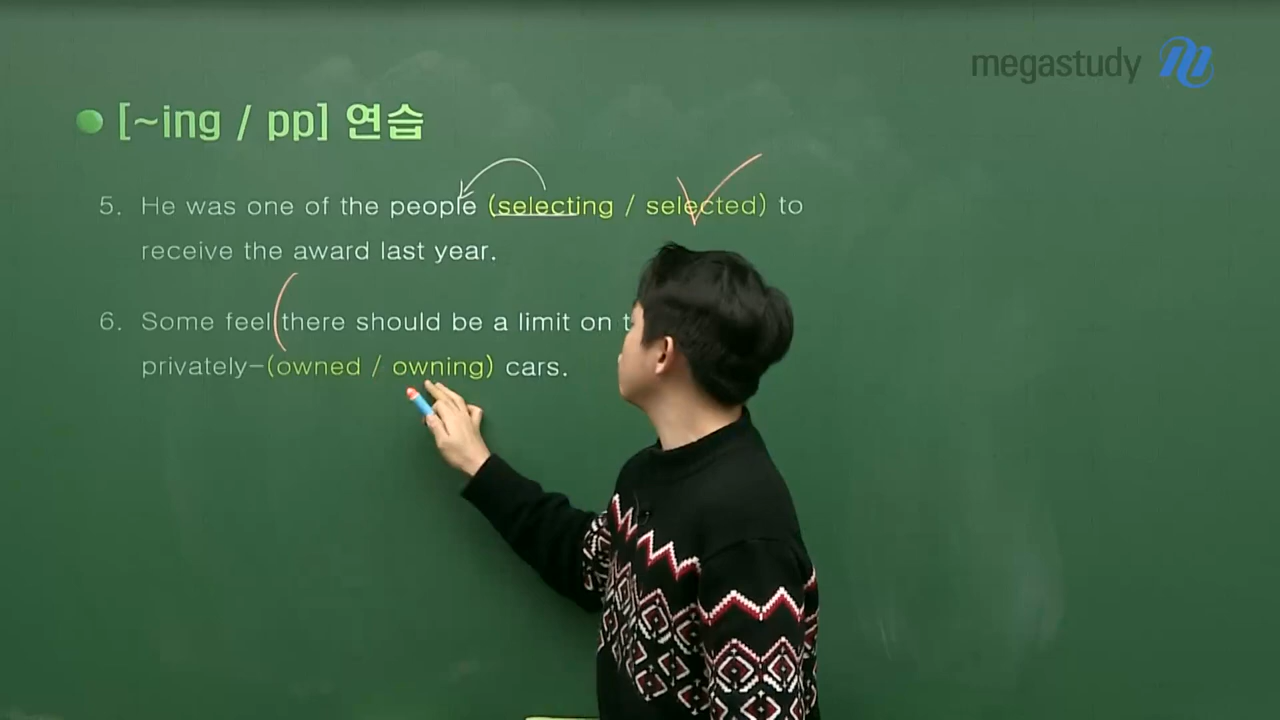 megastudy
[~ing / pp] 연습
5. He was one of the people (selecting / selected) to
receive the award last year.
6. Some feel there should be a limit on
privately-(owned / owning) cars.